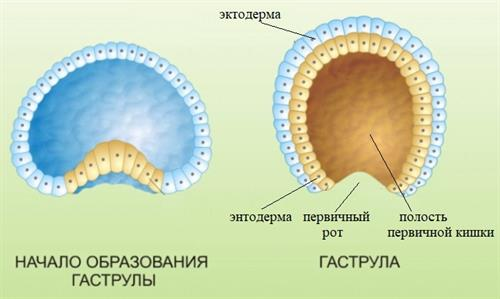 эктодерма
энтодерма
первичный
рот
полость
первичной кишки
НАЧАЛО ОБРАЗОВАНИЯ
ГАСТРУЛЫ
ГАСТРУЛА